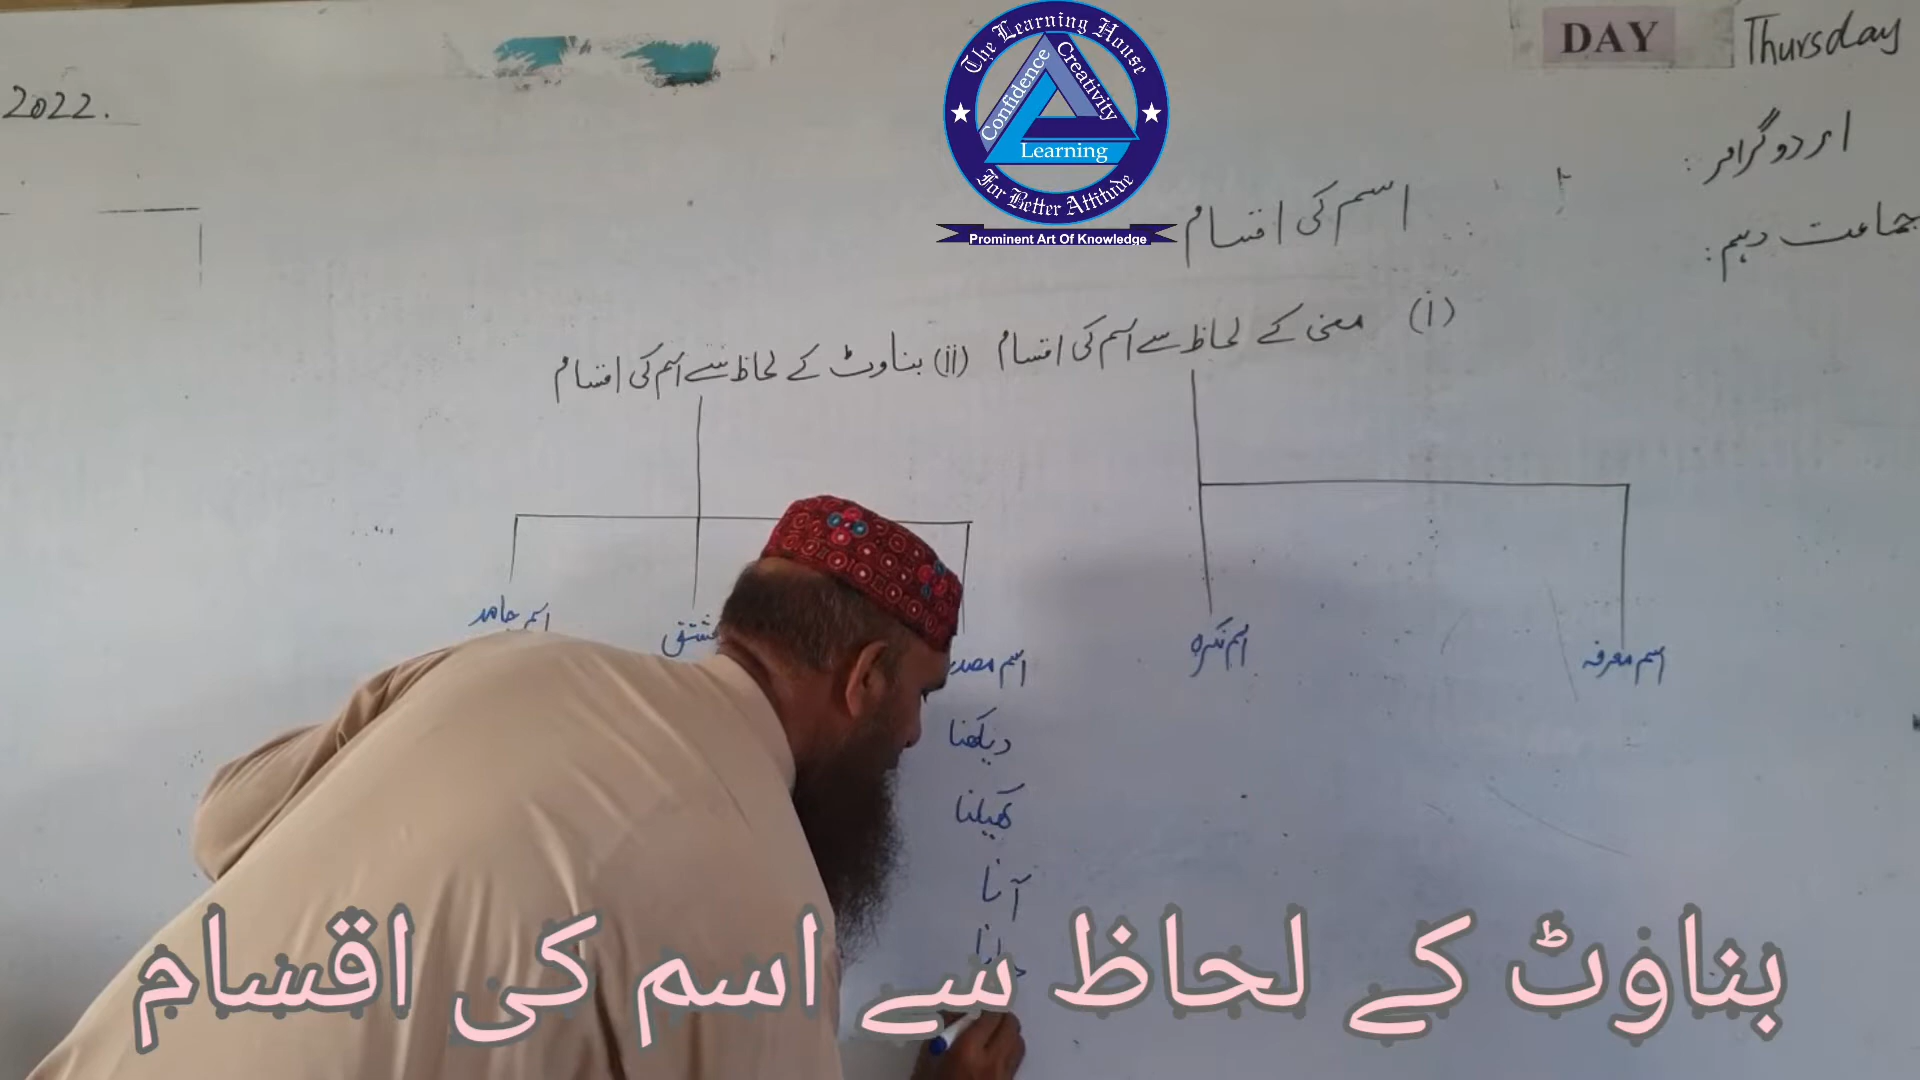 The Learning House
Confidence
Creativity
Learning
For Better Attitude
Prominent Art Of Knowledge
DAY Thursday
2022.
اردو گرامر :
جماعت دہم :
اسم کی اقسام
(i) معنی کے لحاظ سے اسم کی اقسام (ii) بناوٹ کے لحاظ سے اسم کی اقسام
اسم معرفہ اسم نکرہ اسم مصدر مشتق اسم جامد
دیکھنا
کھیلنا
آنا
بناوٹ کے لحاظ سے اسم کی اقسام